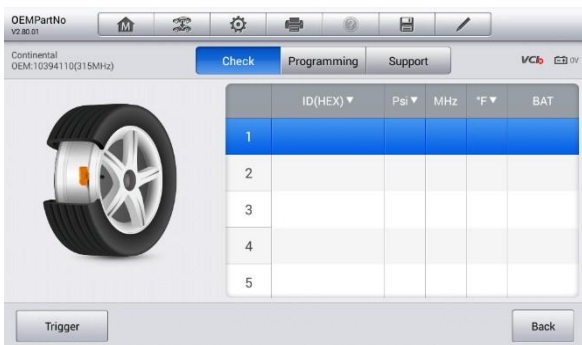 OEMPartNo
V2.80.01
Continental
OEM:10394110(315MHz)
Check Programming Support
VCI 0V
ID(HEX)▼ Psi▼ MHz °F▼ BAT
1
2
3
4
5
Trigger
Back